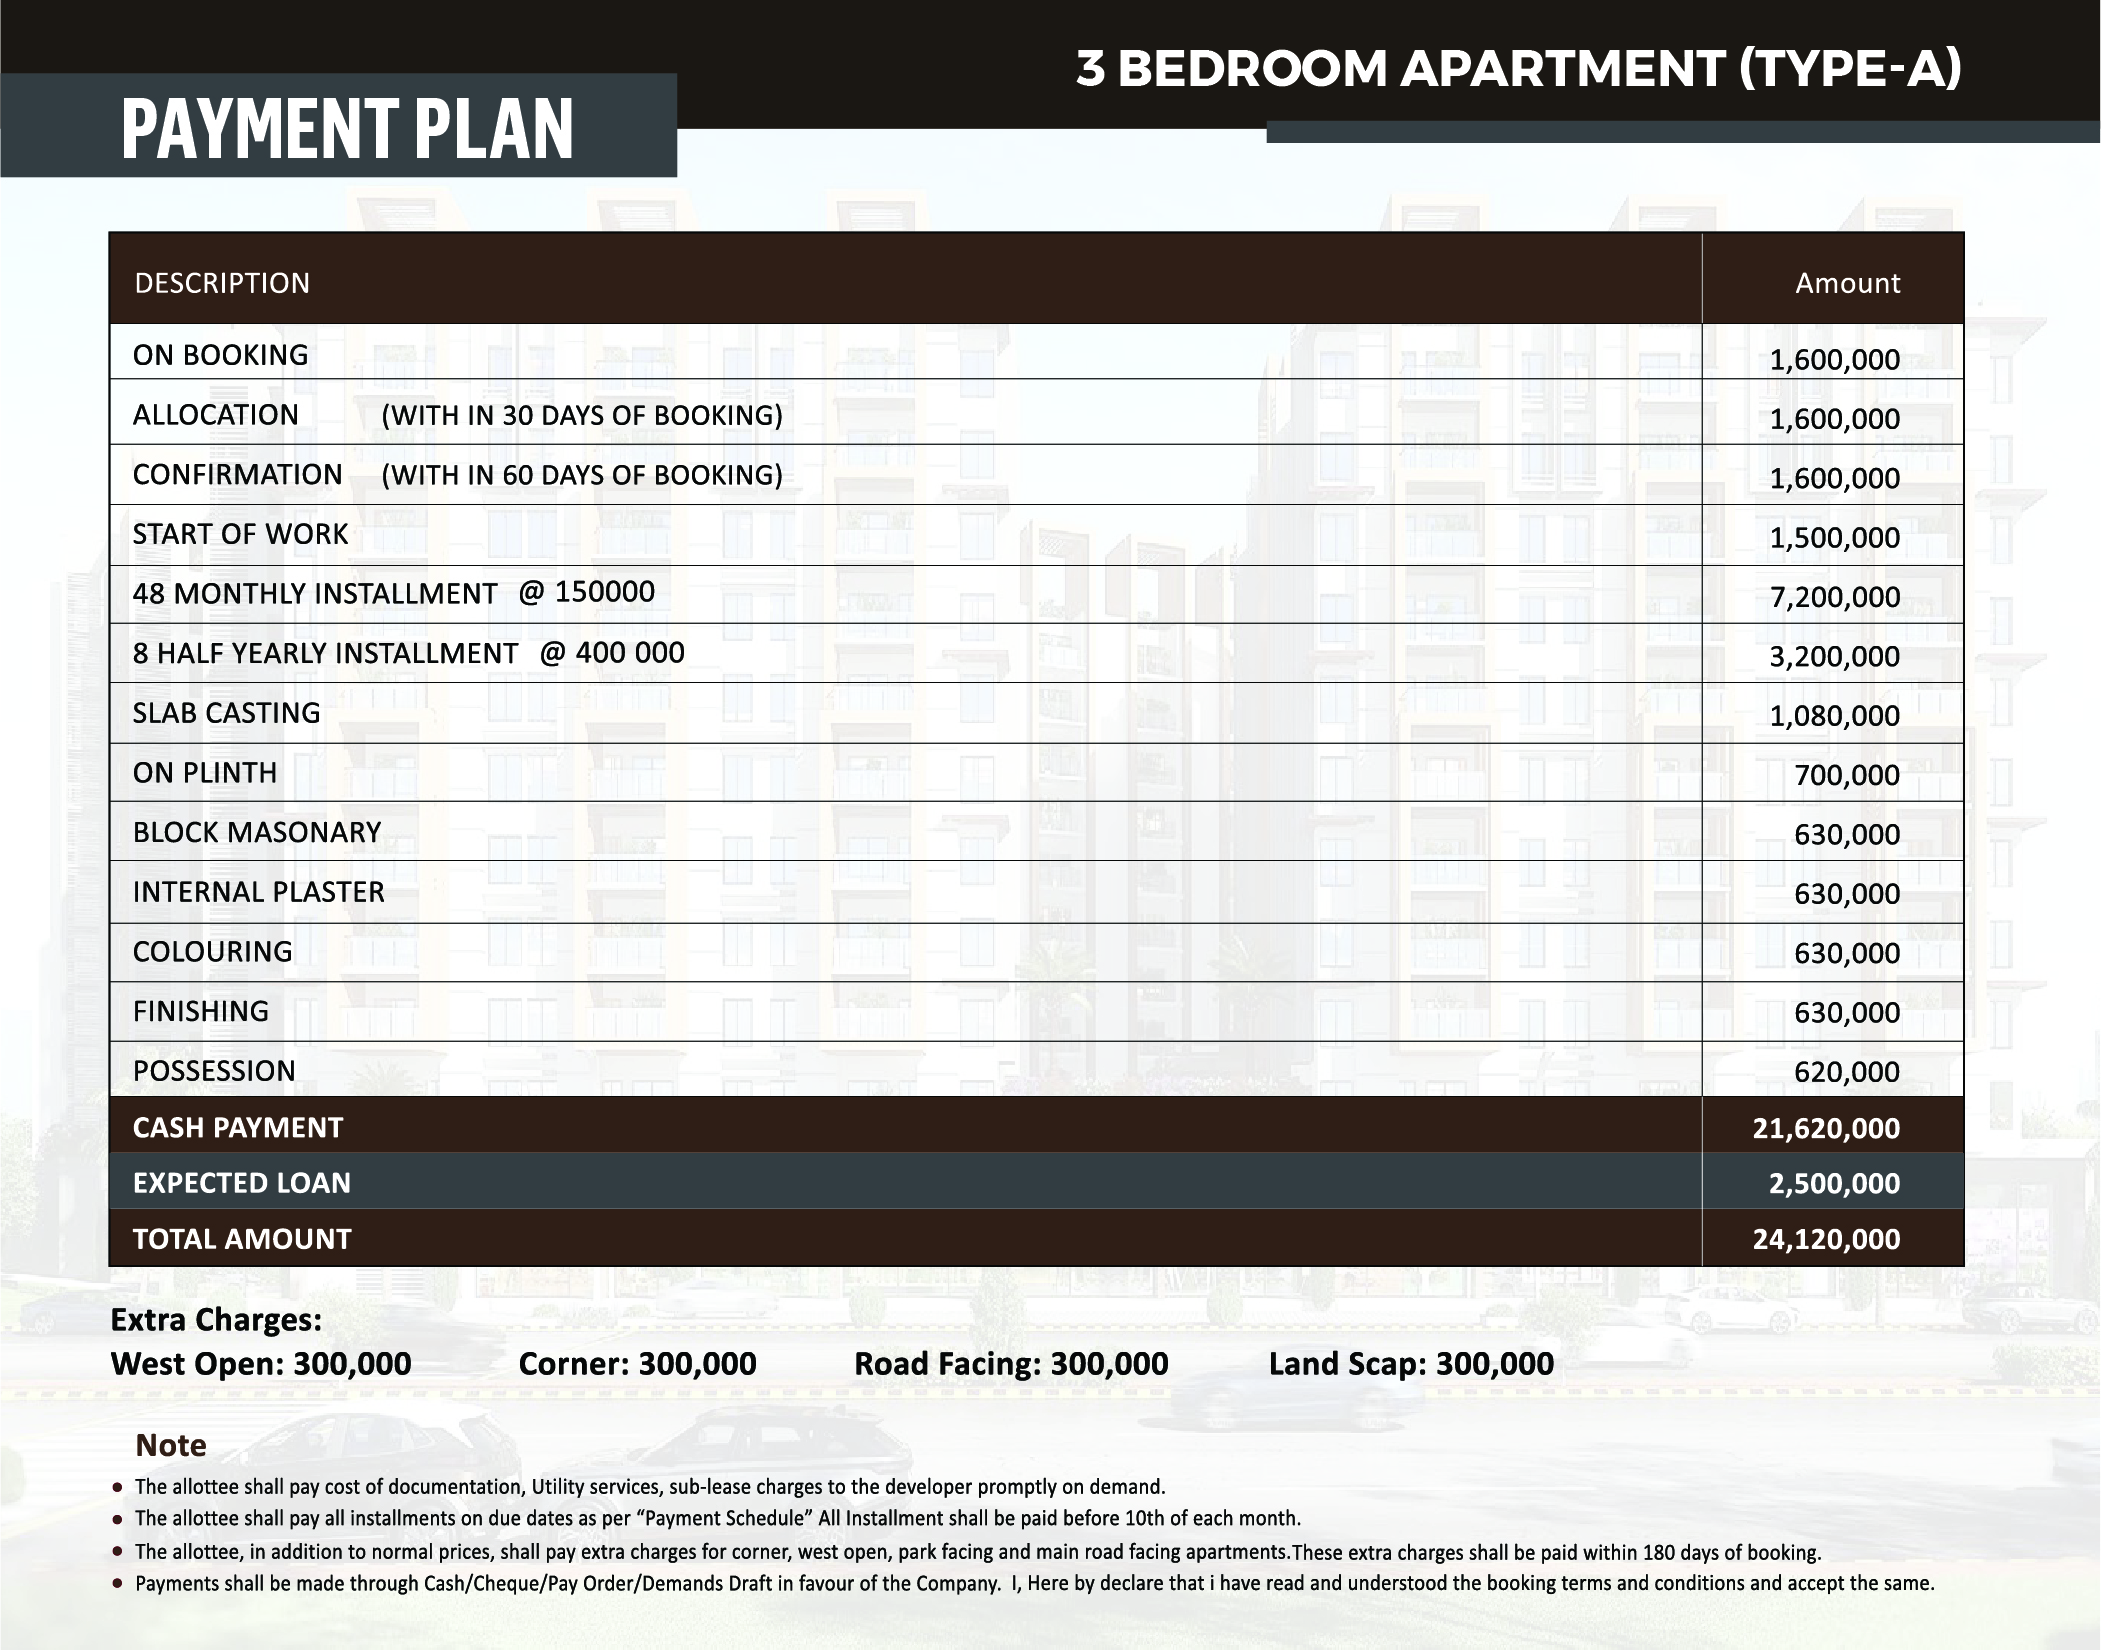 3 BEDROOM APARTMENT (TYPE-A)
PAYMENT PLAN
DESCRIPTION Amount
ON BOOKING 1,600,000
ALLOCATION (WITH IN 30 DAYS OF BOOKING) 1,600,000
CONFIRMATION (WITH IN 60 DAYS OF BOOKING) 1,600,000
START OF WORK 1,500,000
48 MONTHLY INSTALLMENT @ 150000 7,200,000
8 HALF YEARLY INSTALLMENT @ 400 000 3,200,000
SLAB CASTING 1,080,000
ON PLINTH 700,000
BLOCK MASONARY 630,000
INTERNAL PLASTER 630,000
COLOURING 630,000
FINISHING 630,000
POSSESSION 620,000
CASH PAYMENT 21,620,000
EXPECTED LOAN 2,500,000
TOTAL AMOUNT 24,120,000
Extra Charges:
West Open: 300,000 Corner: 300,000 Road Facing: 300,000 Land Scap: 300,000
Note
• The allottee shall pay cost of documentation, Utility services, sub-lease charges to the developer promptly on demand.
• The allottee shall pay all installments on due dates as per “Payment Schedule” All Installment shall be paid before 10th of each month.
• The allottee, in addition to normal prices, shall pay extra charges for corner, west open, park facing and main road facing apartments.These extra charges shall be paid within 180 days of booking.
• Payments shall be made through Cash/Cheque/Pay Order/Demands Draft in favour of the Company. I, Here by declare that i have read and understood the booking terms and conditions and accept the same.